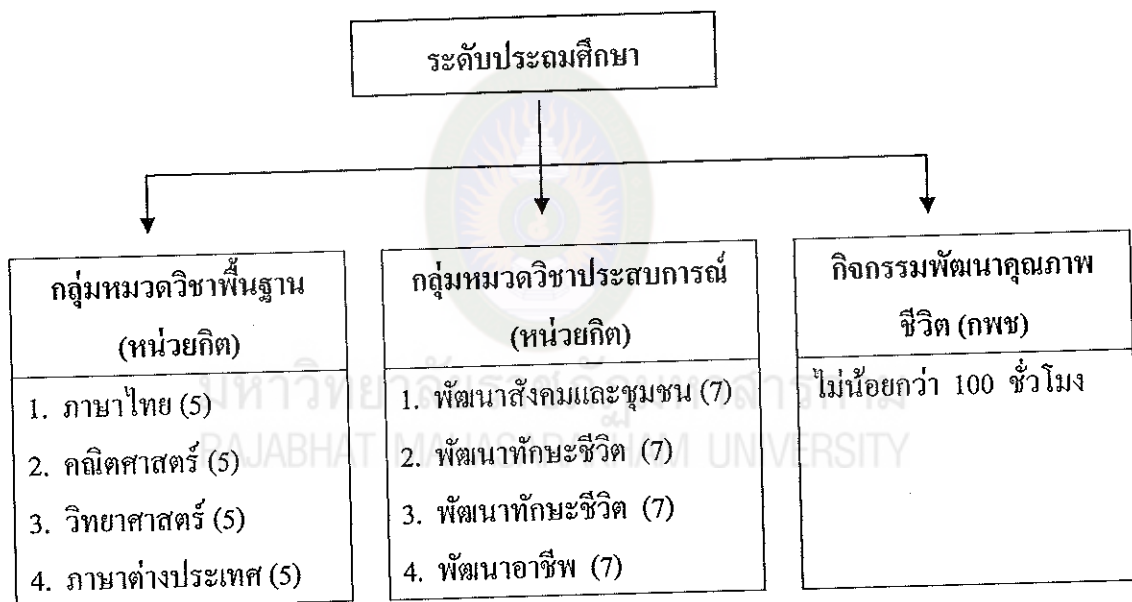 ระดับประถมศึกษา
กลุ่มหมวดวิชาพื้นฐาน
(หน่วยกิต)
1. ภาษาไทย (5)
2. คณิตศาสตร์ (5)
3. วิทยาศาสตร์ (5)
4. ภาษาต่างประเทศ (5)
กลุ่มหมวดวิชาประสบการณ์
(หน่วยกิต)
1. พัฒนาสังคมและชุมชน (7)
2. พัฒนาทักษะชีวิต (7)
3. พัฒนาทักษะชีวิต (7)
4. พัฒนาอาชีพ (7)
กิจกรรมพัฒนาคุณภาพ
ชีวิต (กพช)
ไม่น้อยกว่า 100 ชั่วโมง
มหาวิทยาลัยราชภัฏมหาสารคาม
RAJABHAT MAHASARAKHAM UNIVERSITY